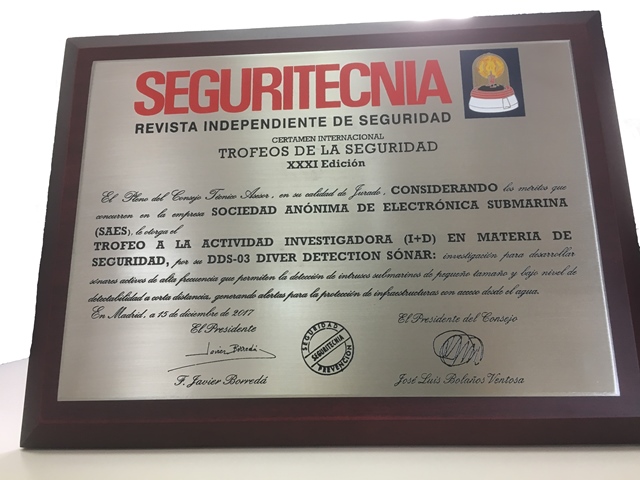 SEGURITECNIA
REVISTA INDEPENDIENTE DE SEGURIDAD
CERTAMEN INTERNACIONAL
TROFEOS DE LA SEGURIDAD
XXXI Edición
El Pleno del Consejo Técnico Asesor, en su calidad de Jurado, CONSIDERANDO los méritos que
concurren en la empresa SOCIEDAD ANÓNIMA DE ELECTRÓNICA SUBMARINA
(SAES), le otorga el
TROFEO A LA ACTIVIDAD INVESTIGADORA (I+D) EN MATERIA DE
SEGURIDAD, por su DDS-03 DIVER DETECTION SÓNAR: investigación para desarrollar
sónares activos de alta frecuencia que permiten la detección de intrusos submarinos de pequeño tamaño y bajo nivel de
detectabilidad a corta distancia, generando alertas para la protección de infraestructuras con acceso desde el agua.
En Madrid, a 15 de diciembre de 2017
El Presidente
El Presidente del Consejo
Javier Borredá
SEGURIDAD
SEGURITECNIA
PREVENCIÓN
F. Javier Borredá
José Luis Bolaños Ventosa